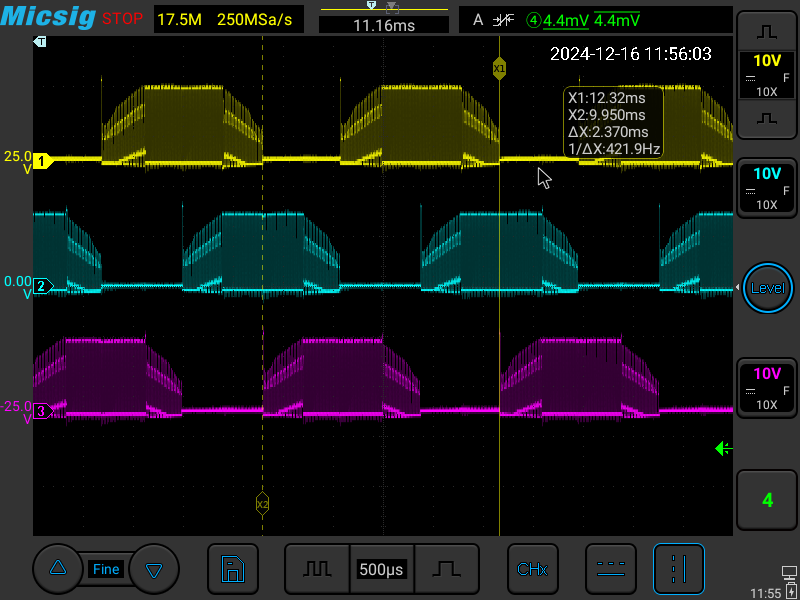 Micsig STOP 17.5M 250MSa/s T 11.16ms A 4 4.4mV 4.4mV
T
2024-12-16 11:56:03
X1
10V
F
10X
X1:12.32ms
X2:9.950ms
ΔX:2.370ms
1/ΔX:421.9Hz
25.0 1
V
10V
F
10X
0.00 2
V
Level
10V
F
10X
-25.0 3
V
X2
4
Fine 500μs CHx
11:55